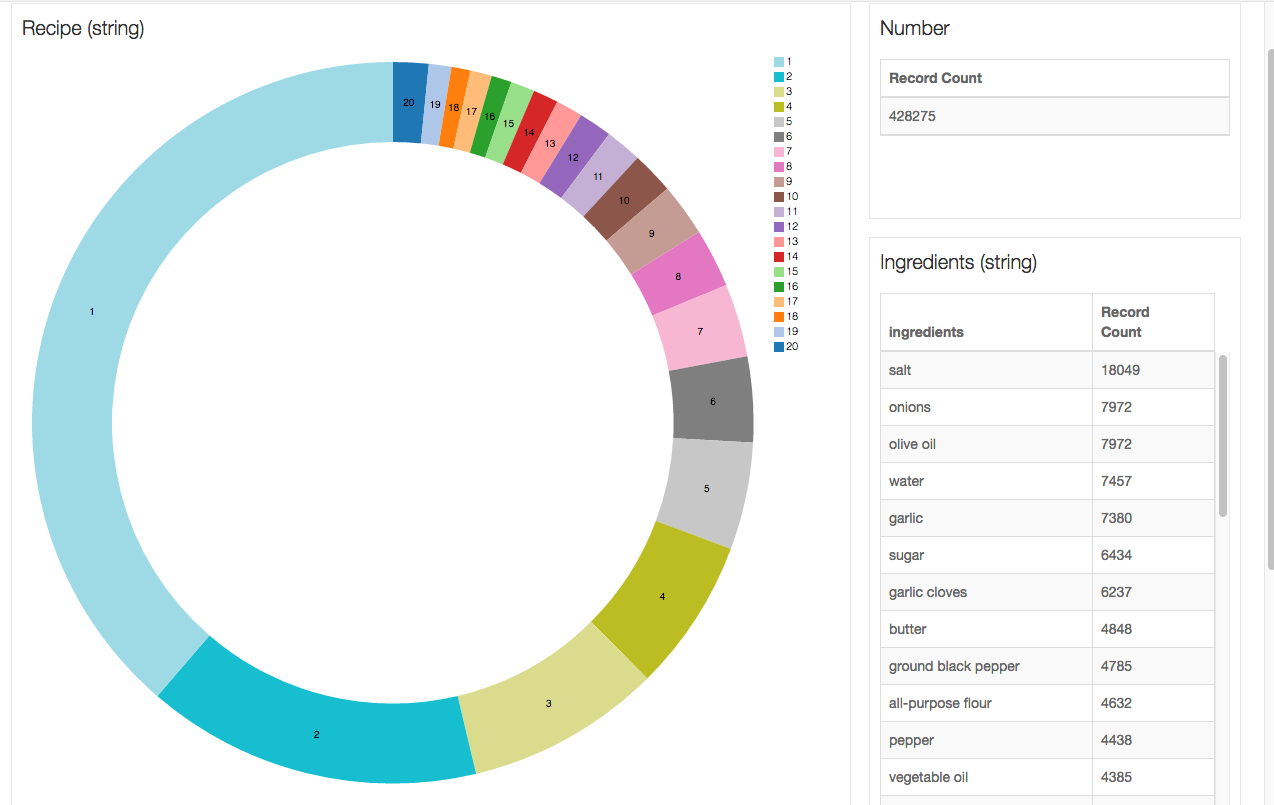 Recipe (string)
20
19
18
17
16
15
14
13
12
11
10
9
8
7
6
5
4
3
2
1
1
2
3
4
5
6
7
8
9
10
11
12
13
14
15
16
17
18
19
20
Number
Record Count
428275
Ingredients (string)
ingredients Record
Count
salt 18049
onions 7972
olive oil 7972
water 7457
garlic 7380
sugar 6434
garlic cloves 6237
butter 4848
ground black pepper 4785
all-purpose flour 4632
pepper 4438
vegetable oil 4385